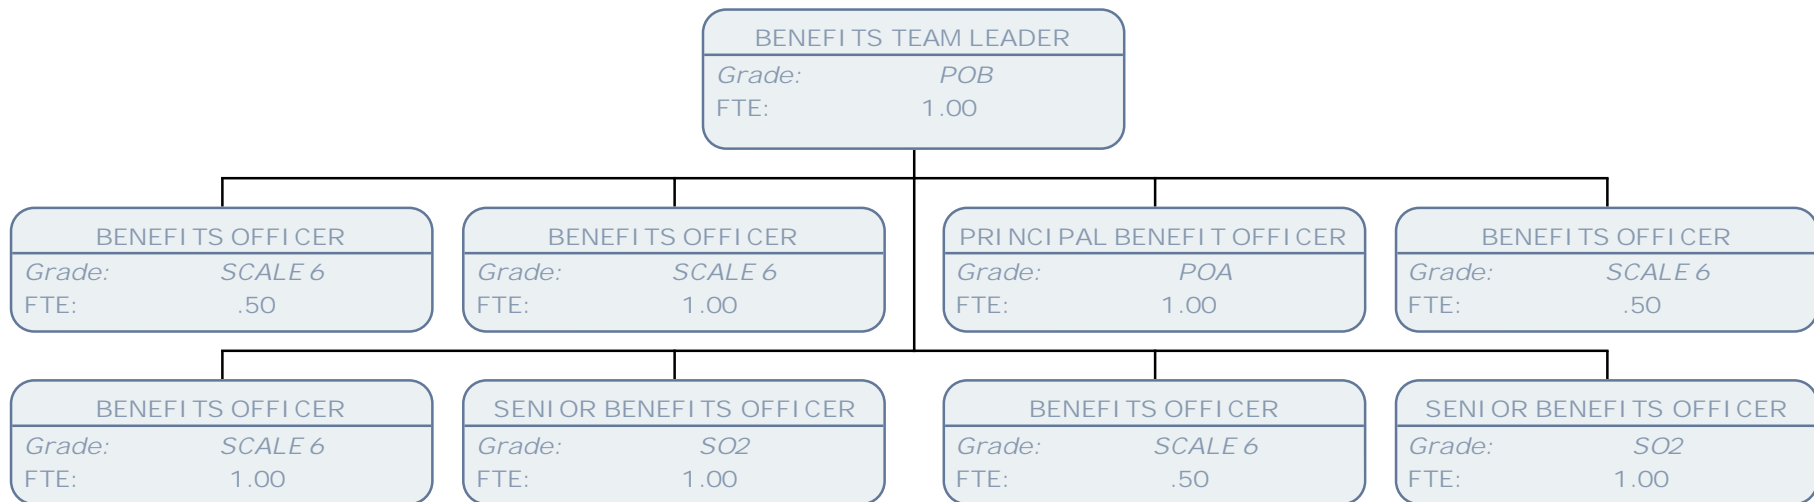 BENEFITS TEAM LEADER
Grade: POB
FTE: 1.00
BENEFITS OFFICER
Grade: SCALE 6
FTE: .50
BENEFITS OFFICER
Grade: SCALE 6
FTE: 1.00
PRINCIPAL BENEFIT OFFICER
Grade: POA
FTE: 1.00
BENEFITS OFFICER
Grade: SCALE 6
FTE: .50
BENEFITS OFFICER
Grade: SCALE 6
FTE: 1.00
SENIOR BENEFITS OFFICER
Grade: SO2
FTE: 1.00
BENEFITS OFFICER
Grade: SCALE 6
FTE: .50
SENIOR BENEFITS OFFICER
Grade: SO2
FTE: 1.00